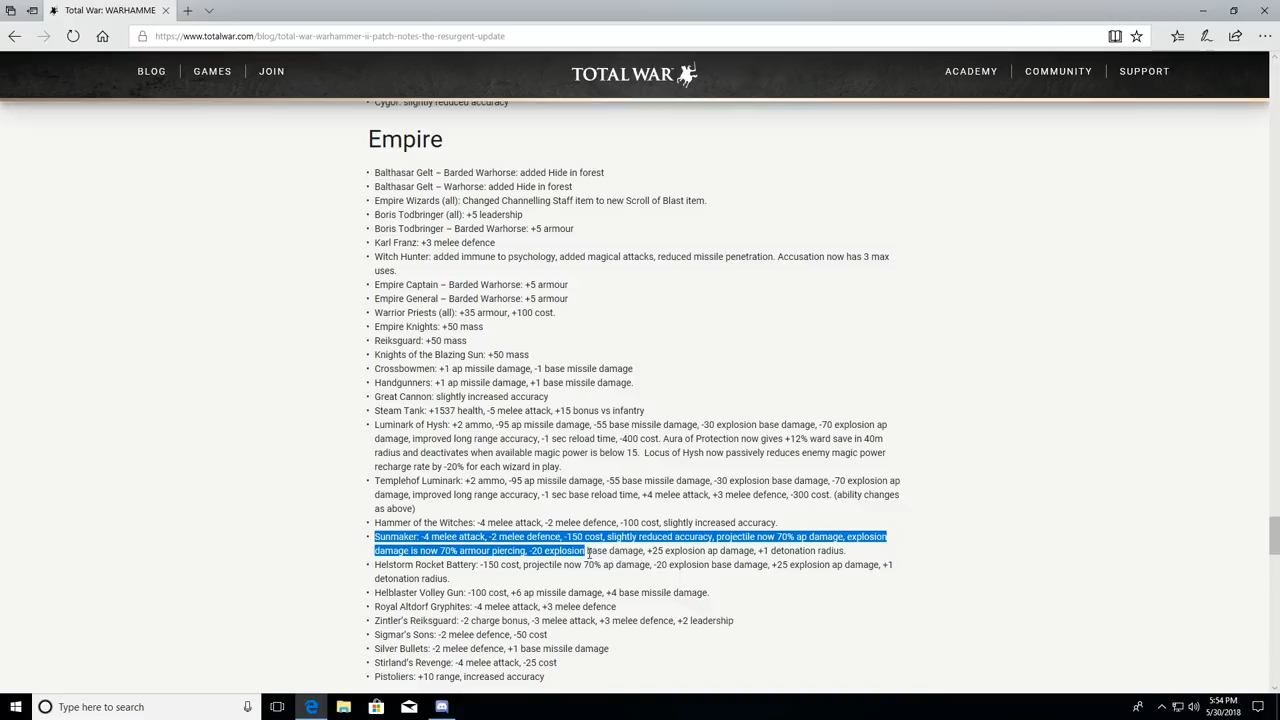 Total War: WARHAMME
https://www.totalwar.com/blog/total-war-warhammer-ii-patch-notes-the-resurgent-update
BLOG
GAMES
JOIN
TOTAL WAR
ACADEMY
COMMUNITY
SUPPORT
Cygor: slightly reduced accuracy
Empire
Balthasar Gelt – Barded Warhorse: added Hide in forest
Balthasar Gelt – Warhorse: added Hide in forest
Empire Wizards (all): Changed Channelling Staff item to new Scroll of Blast item.
Boris Todbringer (all): +5 leadership
Boris Todbringer – Barded Warhorse: +5 armour
Karl Franz: +3 melee defence
Witch Hunter: added immune to psychology, added magical attacks, reduced missile penetration. Accusation now has 3 max
uses.
Empire Captain – Barded Warhorse: +5 armour
Empire General – Barded Warhorse: +5 armour
Warrior Priests (all): +35 armour, +100 cost.
Empire Knights: +50 mass
Reiksguard: +50 mass
Knights of the Blazing Sun: +50 mass
Crossbowmen: +1 ap missile damage, -1 base missile damage
Handgunners: +1 ap missile damage, +1 base missile damage.
Great Cannon: slightly increased accuracy
Steam Tank: +1537 health, -5 melee attack, +15 bonus vs infantry
Luminark of Hysh: +2 ammo, -95 ap missile damage, -55 base missile damage, -30 explosion base damage, -70 explosion ap
damage, improved long range accuracy, -1 sec reload time, -400 cost. Aura of Protection now gives +12% ward save in 40m
radius and deactivates when available magic power is below 15. Locus of Hysh now passively reduces enemy magic power
recharge rate by -20% for each wizard in play.
Templehof Luminark: +2 ammo, -95 ap missile damage, -55 base missile damage, -30 explosion base damage, -70 explosion ap
damage, improved long range accuracy, -1 sec base reload time, +4 melee attack, +3 melee defence, -300 cost. (ability changes
as above)
Hammer of the Witches: -4 melee attack, -2 melee defence, -100 cost, slightly increased accuracy.
Sunmaker: -4 melee attack, -2 melee defence, -150 cost, slightly reduced accuracy, projectile now 70% ap damage, explosion
damage is now 70% armour piercing, -20 explosion base damage, +25 explosion ap damage, +1 detonation radius.
Helstorm Rocket Battery: -150 cost, projectile now 70% ap damage, -20 explosion base damage, +25 explosion ap damage, +1
detonation radius.
Helblaster Volley Gun: -100 cost, +6 ap missile damage, +4 base missile damage.
Royal Altdorf Gryphites: -4 melee attack, +3 melee defence
Zintler's Reiksguard: -2 charge bonus, -3 melee attack, +3 melee defence, +2 leadership
Sigmar's Sons: -2 melee defence, -50 cost
Silver Bullets: -2 melee defence, +1 base missile damage
Stirland's Revenge: -4 melee attack, -25 cost
Pistoliers: +10 range, increased accuracy
Type here to search
5:54 PM
5/30/2018